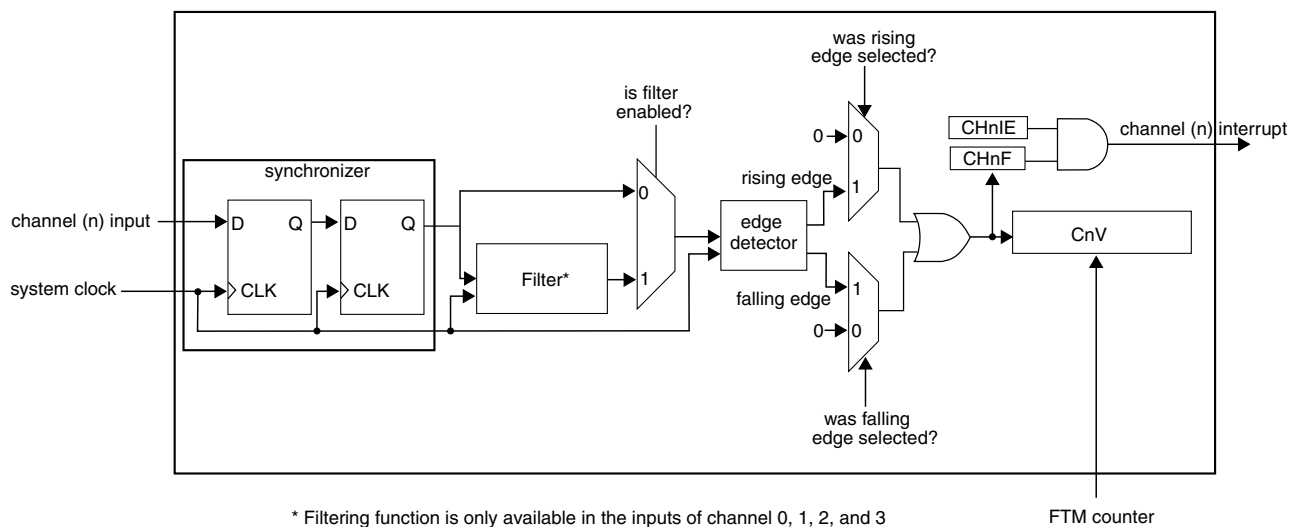 was rising
edge selected?
is filter
enabled?
0
0
CHnIE
channel (n) interrupt
CHnF
synchronizer
rising edge
1
0
channel (n) input
D
Q
D
Q
edge
detector
CnV
Filter*
1
system clock
CLK
CLK
falling edge
1
0
0
was falling
edge selected?
* Filtering function is only available in the inputs of channel 0, 1, 2, and 3
FTM counter